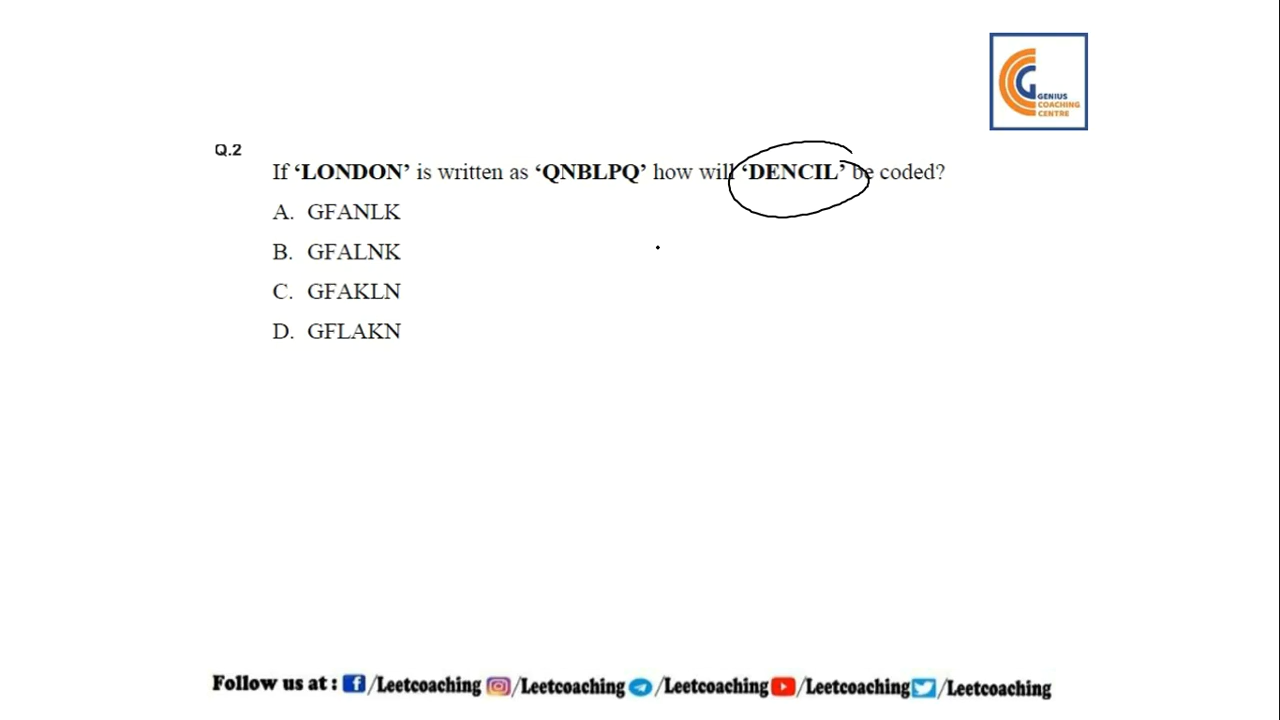 GENIUS
COACHING
CENTRE
Q.2
If ‘LONDON’ is written as ‘QNBLPQ’ how will ‘DENCIL’ be coded?
A. GFANLK
B. GFALNK
C. GFAKLN
D. GFLAKN
Follow us at : /Leetcoaching /Leetcoaching /Leetcoaching /Leetcoaching /Leetcoaching